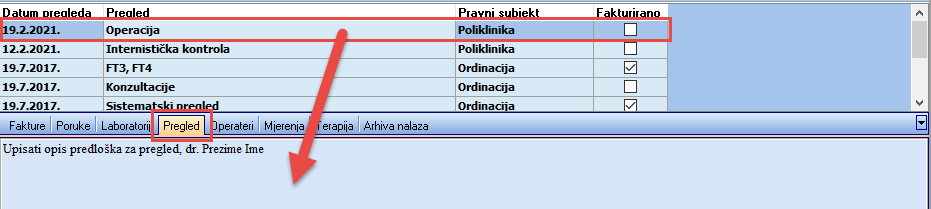 Datum pregleda Pregled Pravni subjekt Fakturirano
19.2.2021. Operacija Poliklinika
12.2.2021. Internistička kontrola Poliklinika
19.7.2017. FT3, FT4 Ordinacija
19.7.2017. Konzultacije Ordinacija
19.7.2017. Sistematski pregled Ordinacija
Fakture Poruke Laboratorij Pregled Operateri Mjerenja Terapija Arhiva nalaza
Upisati opis predloška za pregled, dr. Prezime Ime